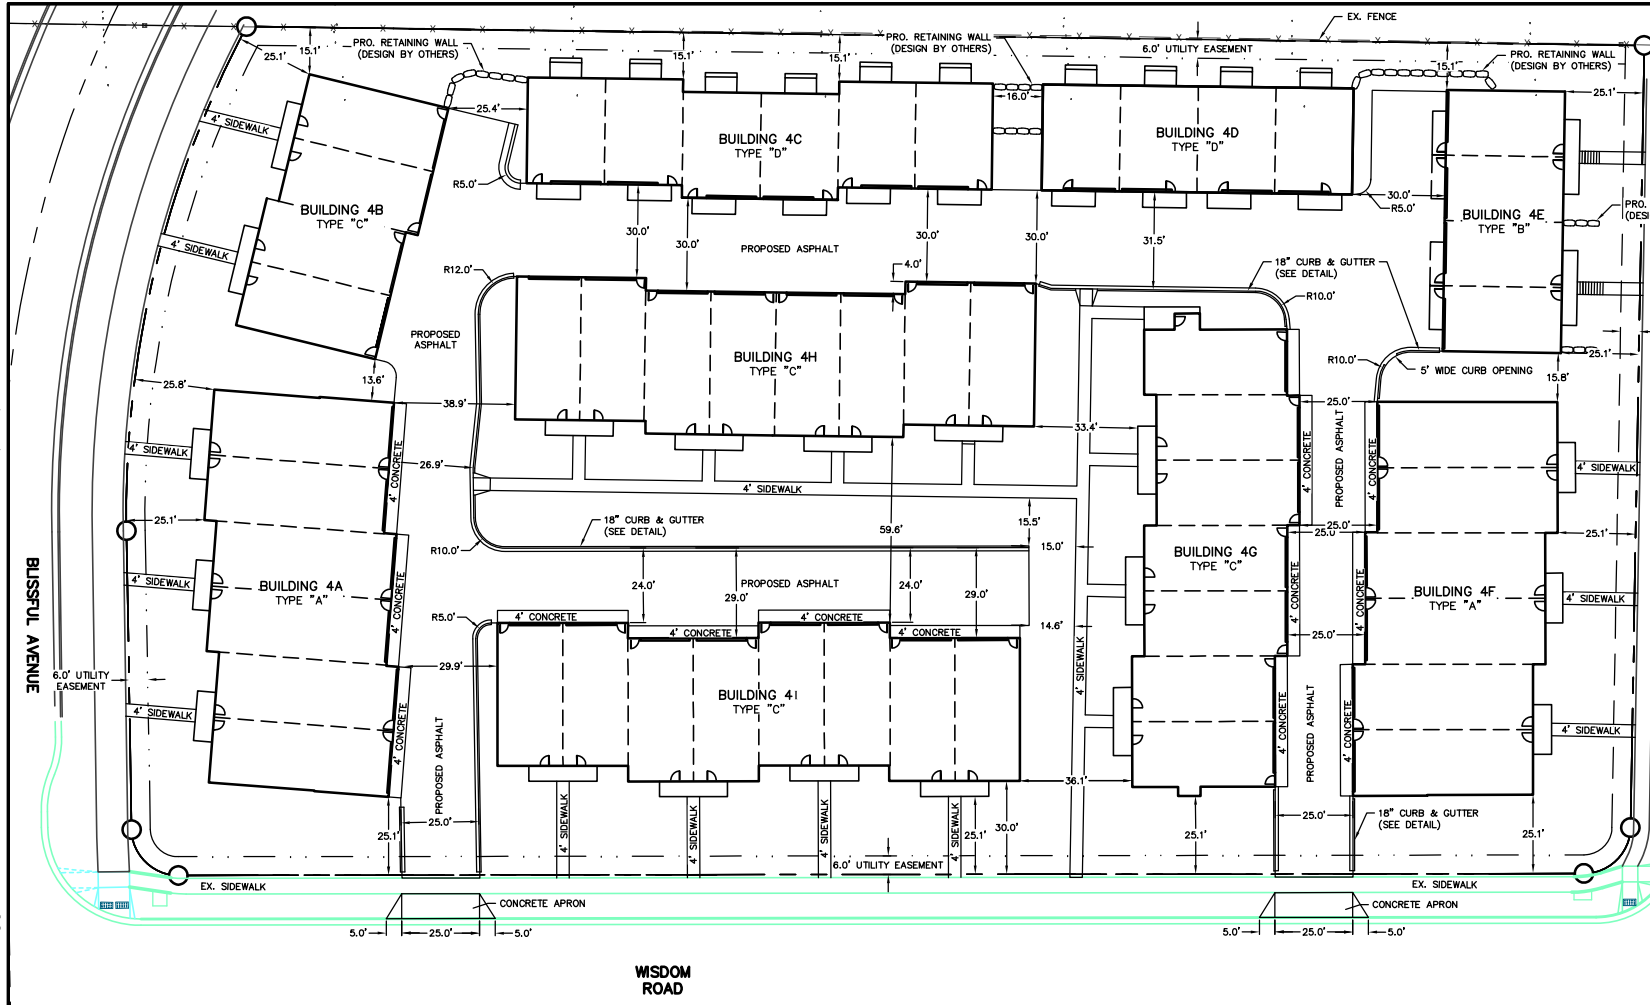 EX. FENCE
15.1'
25.1'
PRO. RETAINING WALL
(DESIGN BY OTHERS)
15.1'
15.1'
PRO. RETAINING WALL
(DESIGN BY OTHERS)
6.0' UTILITY EASEMENT
15.1'
PRO. RETAINING WALL
(DESIGN BY OTHERS)
25.1'
4' SIDEWALK
25.4'
16.0'
BUILDING 4C
TYPE "D"
BUILDING 4D
TYPE "D"
R5.0'
30.0'
R5.0'
BUILDING 4B
TYPE "C"
BUILDING 4E
TYPE "B"
PRO.
4' SIDEWALK
30.0'
30.0'
PROPOSED ASPHALT
30.0'
30.0'
31.5'
R12.0'
4.0'
18" CURB & GUTTER
(SEE DETAIL)
R10.0'
PROPOSED
ASPHALT
BUILDING 4H
TYPE "C"
R10.0'
5' WIDE CURB OPENING
25.1'
15.8'
13.6'
25.8'
38.9'
33.4'
25.0'
4' SIDEWALK
4' CONCRETE
26.9'
4' CONCRETE
PROPOSED ASPHALT
4' CONCRETE
4' SIDEWALK
4' SIDEWALK
25.1'
18" CURB & GUTTER
(SEE DETAIL)
59.6'
15.5'
25.0'
25.0'
25.1'
R10.0'
15.0'
BUILDING 4G
TYPE "C"
4' SIDEWALK
BUILDING 4A
TYPE "A"
4' CONCRETE
24.0'
29.0'
PROPOSED ASPHALT
24.0'
29.0'
4' CONCRETE
4' CONCRETE
BUILDING 4F
TYPE "A"
4' SIDEWALK
BLISSFUL AVENUE
R5.0'
4' CONCRETE
4' CONCRETE
4' CONCRETE
4' CONCRETE
14.6'
25.0'
6.0' UTILITY
EASEMENT
29.9'
4' SIDEWALK
BUILDING 4I
TYPE "C"
4' SIDEWALK
4' CONCRETE
PROPOSED ASPHALT
4' CONCRETE
PROPOSED ASPHALT
4' CONCRETE
4' SIDEWALK
36.1'
25.1'
25.0'
4' SIDEWALK
4' SIDEWALK
4' SIDEWALK
4' SIDEWALK
25.1'
30.0'
25.1'
25.0'
18" CURB & GUTTER
(SEE DETAIL)
25.1'
6.0' UTILITY EASEMENT
EX. SIDEWALK
EX. SIDEWALK
CONCRETE APRON
CONCRETE APRON
5.0'
25.0'
5.0'
5.0'
25.0'
5.0'
WISDOM
ROAD